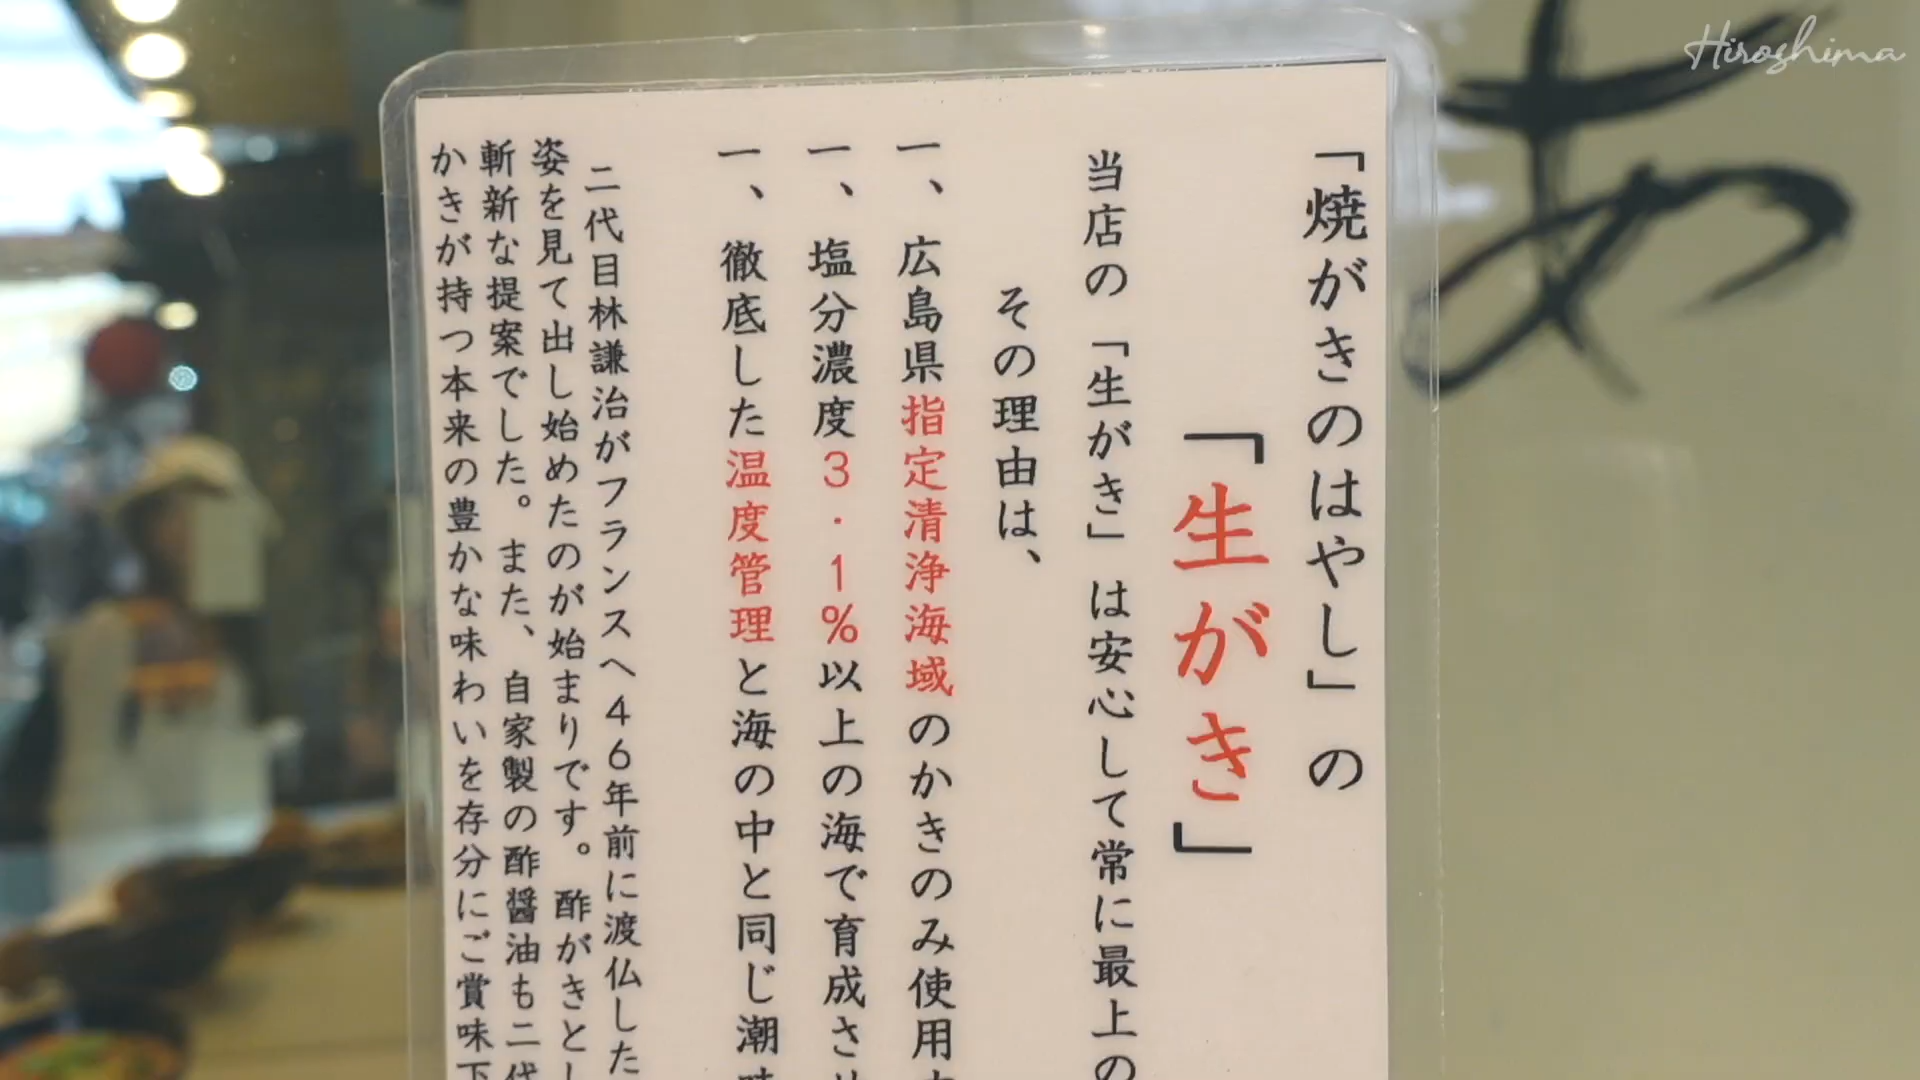 「焼がきのはやし」の
「生がき」
当店の「生がき」は安心して常に最上の
その理由は、
一、広島県指定清浄海域のかきのみ使用
一、塩分濃度3.1%以上の海で育成さ
一、徹底した温度管理と海の中と同じ潮
二代目林謙治がフランスへ46年前に渡仏した
姿を見て出し始めたのが始まりです。酢がきとし
斬新な提案でした。また、自家製の酢醤油も二代
かきが持つ本来の豊かな味わいを存分にご賞味下
Hiroshima